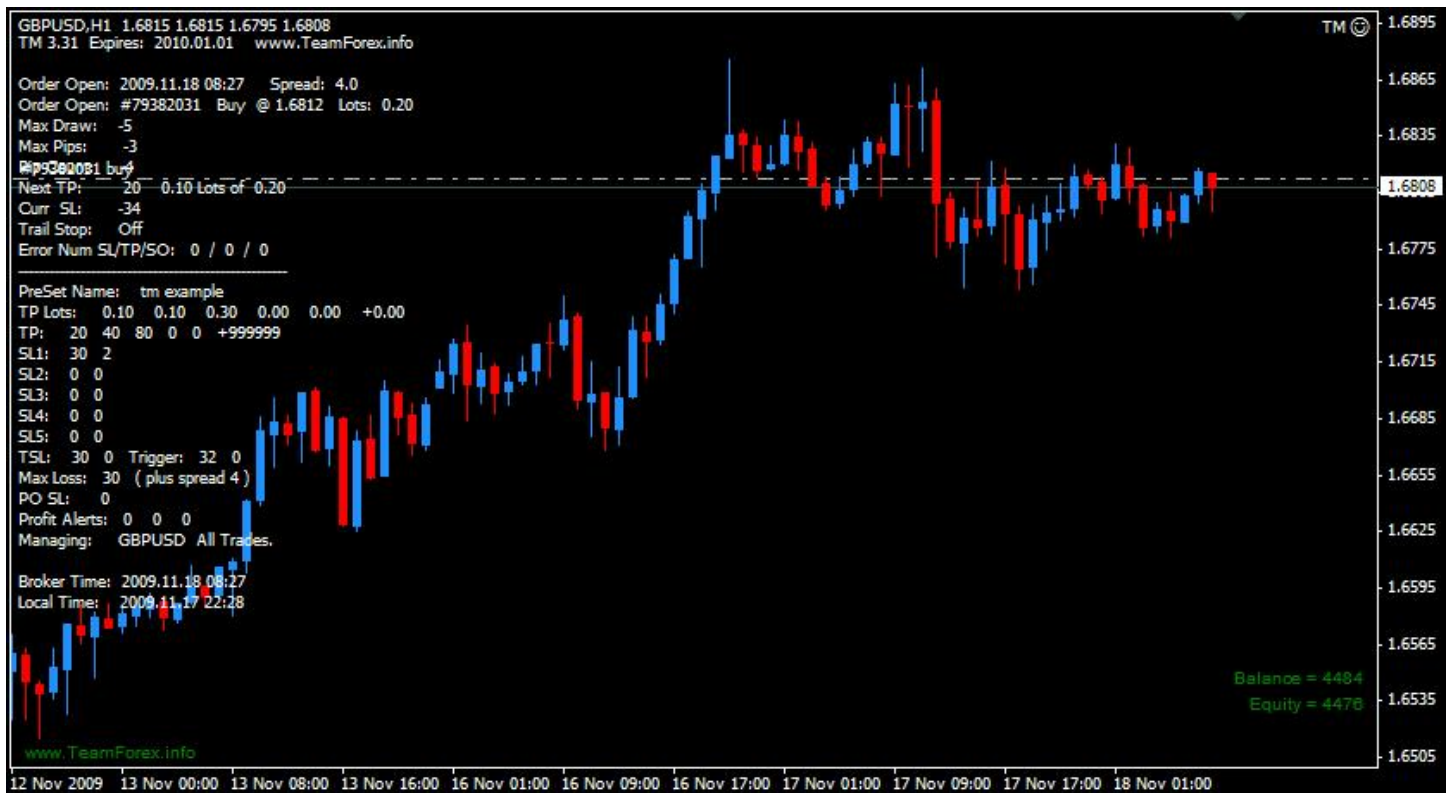 GBPUSD,H1 1.6815 1.6815 1.6795 1.6808
TM ☺
TM 3.31 Expires: 2010.01.01 www.TeamForex.info
Order Open: 2009.11.18 08:27 Spread: 4.0
Order Open: #79382031 Buy @ 1.6812 Lots: 0.20
Max Draw: -5
Max Pips: -3
#79382031 buy -4
Next TP: 20 0.10 Lots of 0.20
Curr SL: -34
Trail Stop: Off
Error Num SL/TP/SO: 0 / 0 / 0
PreSet Name: tm example
TP Lots: 0.10 0.10 0.30 0.00 0.00 +0.00
TP: 20 40 80 0 0 +999999
SL1: 30 2
SL2: 0 0
SL3: 0 0
SL4: 0 0
SL5: 0 0
TSL: 30 0 Trigger: 32 0
Max Loss: 30 ( plus spread 4 )
PO SL: 0
Profit Alerts: 0 0 0
Managing: GBPUSD All Trades.
Broker Time: 2009.11.18 08:27
Local Time: 2009.11.17 22:28
Balance = 4484
Equity = 4476
www.TeamForex.info
1.6895
1.6865
1.6835
1.6808
1.6775
1.6745
1.6715
1.6685
1.6655
1.6625
1.6595
1.6565
1.6535
1.6505
12 Nov 2009 13 Nov 00:00 13 Nov 08:00 13 Nov 16:00 16 Nov 01:00 16 Nov 09:00 16 Nov 17:00 17 Nov 01:00 17 Nov 09:00 17 Nov 17:00 18 Nov 01:00